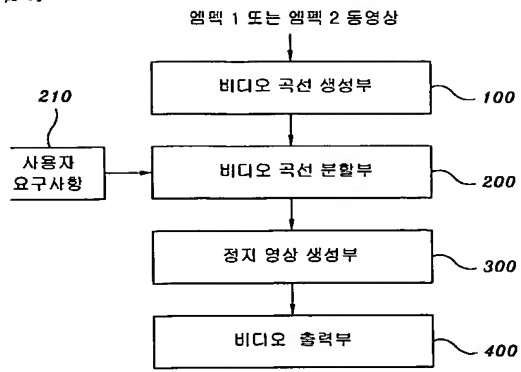 엠펙 1 또는 엠펙 2 동영상
비디오 곡선 생성부
100
210
사용자
요구사항
비디오 곡선 분할부
200
정지 영상 생성부
300
비디오 출력부
400